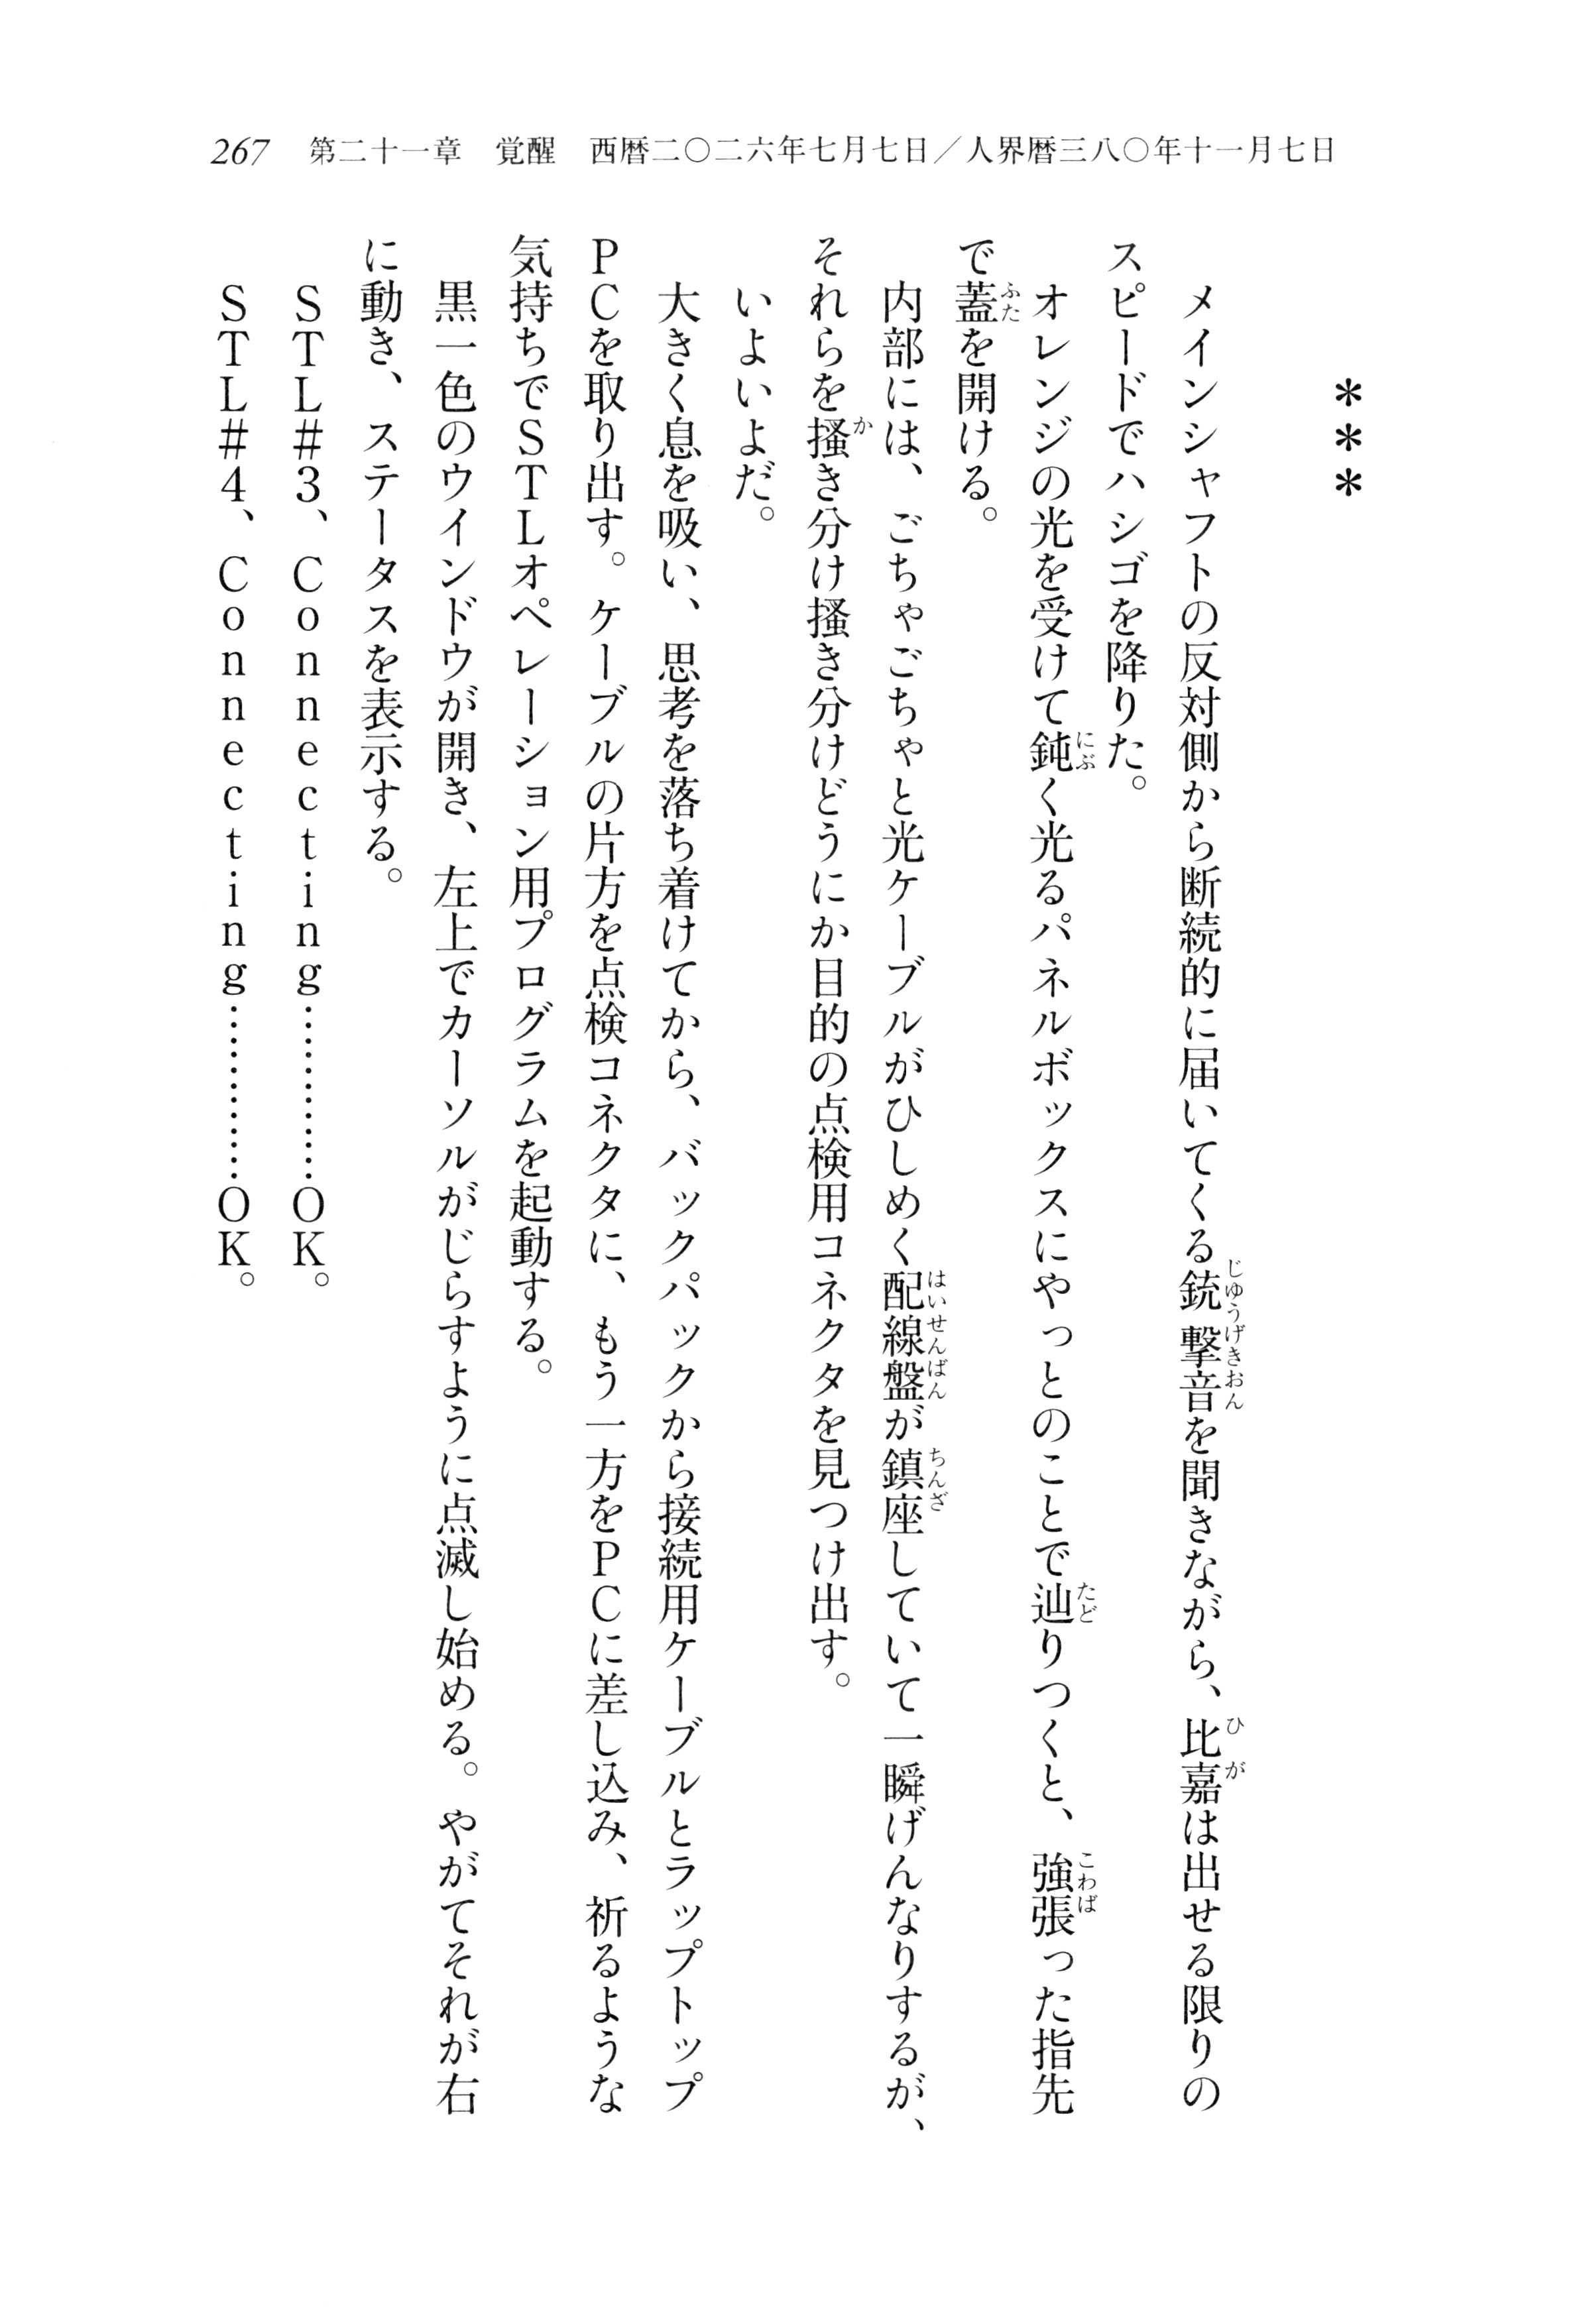 267 第二十一章 覚醒 西暦二〇二六年七月七日／人界暦三八〇年十一月七日
＊＊＊
メインシャフトの反対側から断続的に届いてくる銃撃音を聞きながら、比嘉は出せる限りの
スピードでハシゴを降りた。
オレンジの光を受けて鈍く光るパネルボックスにやっとのことで辿りつくと、強張った指先
で蓋を開ける。
内部には、ごちゃごちゃと光ケーブルがひしめく配線盤が鎮座していて一瞬げんなりするが、
それらを掻き分け掻き分けどうにか目的の点検用コネクタを見つけ出す。
いよいよだ。
大きく息を吸い、思考を落ち着けてから、バックパックから接続用ケーブルとラップトップ
ＰＣを取り出す。ケーブルの片方を点検コネクタに、もう一方をＰＣに差し込み、祈るような
気持ちでＳＴＬオペレーション用プログラムを起動する。
黒一色のウインドウが開き、左上でカーソルがじらすように点滅し始める。やがてそれが右
に動き、ステータスを表示する。
ＳＴＬ＃３、Ｃｏｎｎｅｃｔｉｎｇ…………ＯＫ。
ＳＴＬ＃４、Ｃｏｎｎｅｃｔｉｎｇ…………ＯＫ。